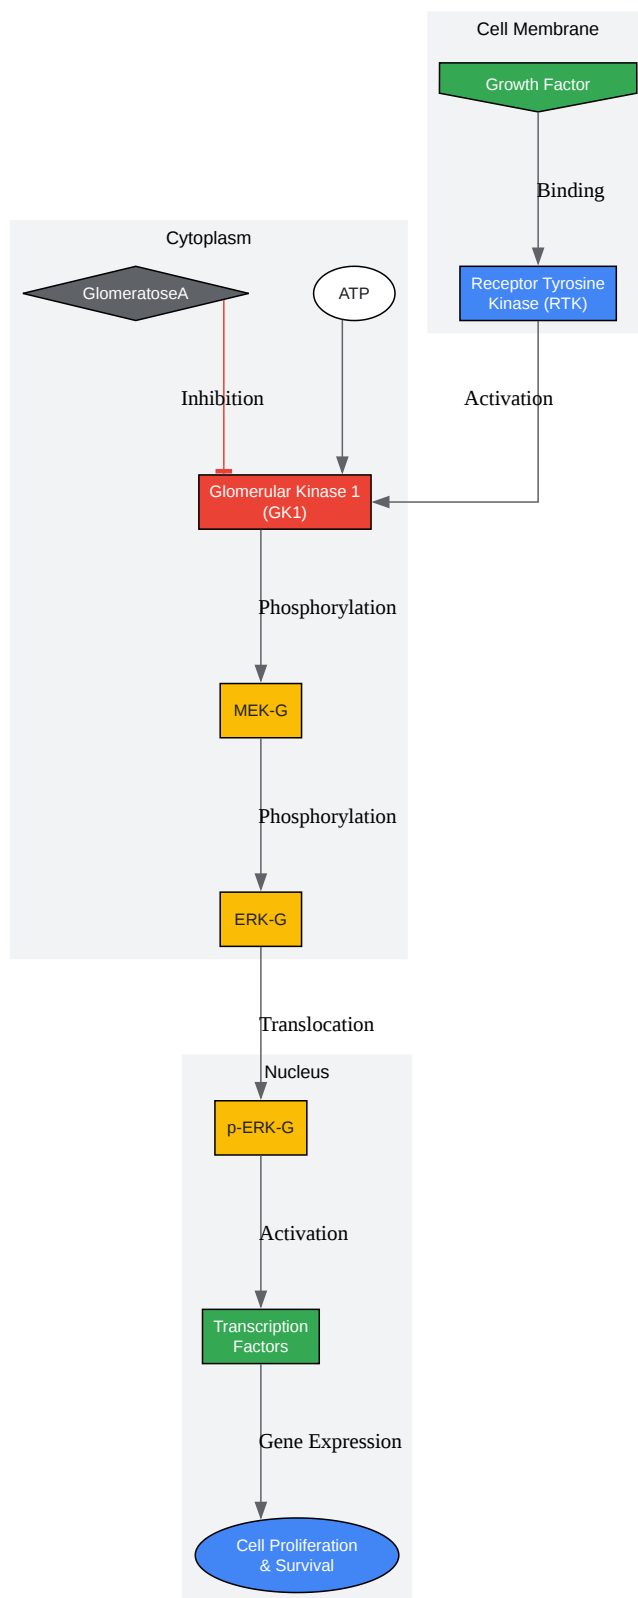 Cell Membrane
Growth Factor
Binding
Cytoplasm
GlomeratoseA
ATP
Receptor Tyrosine
Kinase (RTK)
Inhibition
Activation
Glomerular Kinase 1
(GK1)
Phosphorylation
MEK-G
Phosphorylation
ERK-G
Translocation
Nucleus
p-ERK-G
Activation
Transcription
Factors
Gene Expression
Cell Proliferation
& Survival